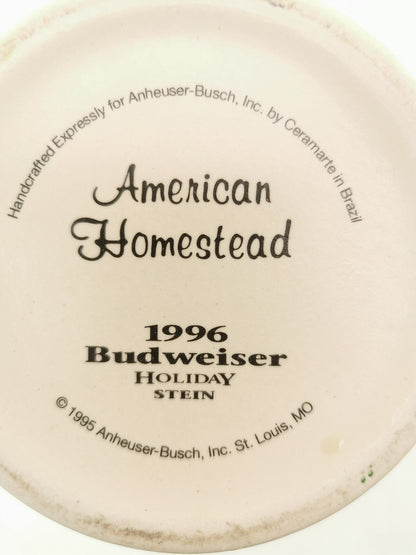 Handcrafted Expressly for Anheuser-Busch, Inc. by Ceramarte in Brazil
American
Homestead
1996
Budweiser
HOLIDAY
STEIN
© 1995 Anheuser-Busch, Inc. St. Louis, MO